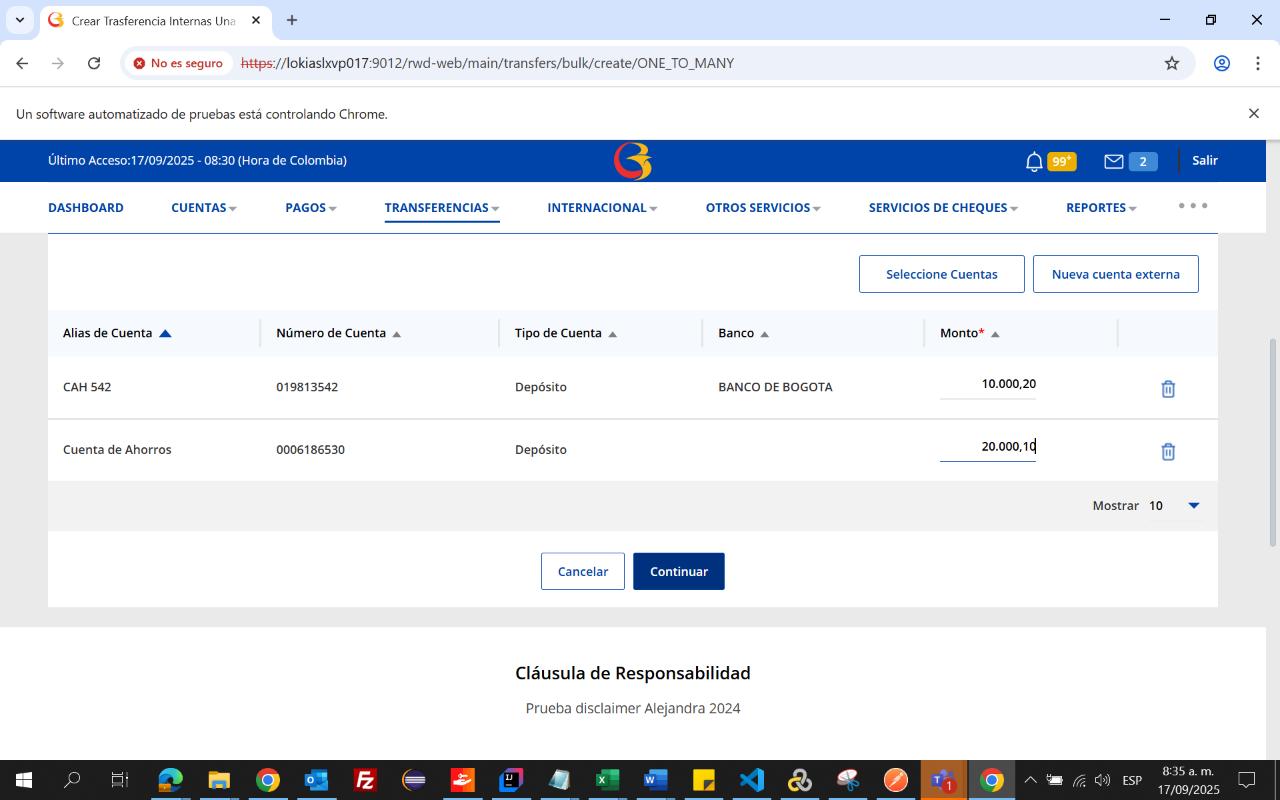 Crear Trasferencia Internas Una
No es seguro https://lokiaslxvp017:9012/rwd-web/main/transfers/bulk/create/ONE_TO_MANY
Un software automatizado de pruebas está controlando Chrome.
Último Acceso:17/09/2025 - 08:30 (Hora de Colombia) 99+ 2 Salir
DASHBOARD CUENTAS PAGOS TRANSFERENCIAS INTERNACIONAL OTROS SERVICIOS SERVICIOS DE CHEQUES REPORTES
Seleccione Cuentas Nueva cuenta externa
Alias de Cuenta Número de Cuenta Tipo de Cuenta Banco Monto*
CAH 542 019813542 Depósito BANCO DE BOGOTA 10.000,20
Cuenta de Ahorros 0006186530 Depósito 20.000,10
Mostrar 10
Cancelar Continuar
Cláusula de Responsabilidad
Prueba disclaimer Alejandra 2024
ESP 8:35 a. m.
17/09/2025